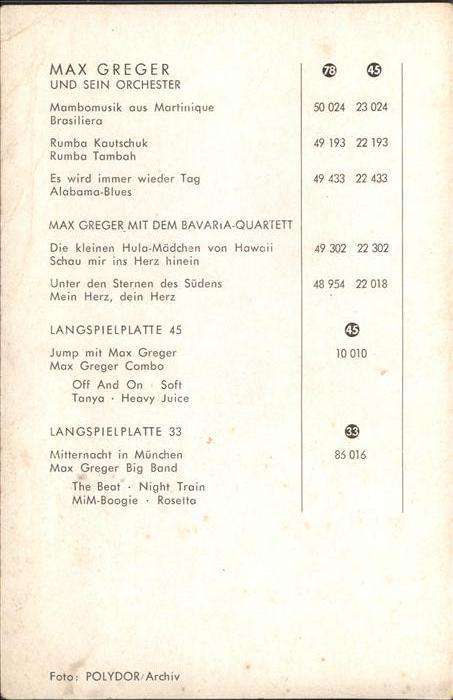 MAX GREGER 78 45
UND SEIN ORCHESTER
Mambomusik aus Martinique 50 024 23 024
Brasiliera
Rumba Kautschuk 49 193 22 193
Rumba Tambah
Es wird immer wieder Tag 49 433 22 433
Alabama-Blues
MAX GREGER MIT DEM BAVARIA-QUARTETT
Die kleinen Hula-Mädchen von Hawaii 49 302 22 302
Schau mir ins Herz hinein
Unter den Sternen des Südens 48 954 22 018
Mein Herz, dein Herz
LANGSPIELPLATTE 45 45
Jump mit Max Greger 10 010
Max Greger Combo
Off And On · Soft
Tanya · Heavy Juice
LANGSPIELPLATTE 33 33
Mitternacht in München 85 016
Max Greger Big Band
The Beat · Night Train
MiM-Boogie · Rosetta
Foto: POLYDOR/Archiv